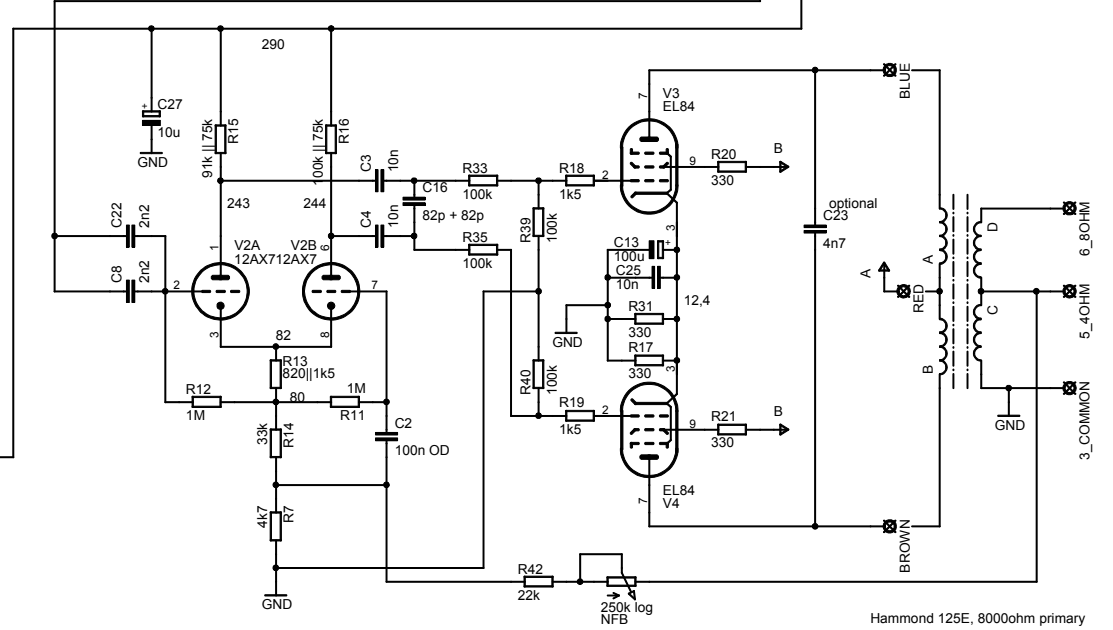 290
C27
+
10u
GND
91k || 75k
R15
100k || 75k
R16
C3
10n
C16
82p + 82p
C4
10n
R33
100k
R35
100k
R18
1k5
2
R39
100k
V3
EL84
7
9
R20
330
B
3
C13
100u
+
C25
10n
12,4
R31
330
R17
330
GND
3
243
244
C22
2n2
C8
2n2
1
V2A
12AX7
V2B
12AX7
6
2
7
3
8
82
R13
820||1k5
80
R12
1M
1M
R11
33k
R14
C2
100n OD
4k7
R7
GND
R40
100k
R19
1k5
2
9
R21
330
B
EL84
V4
7
optional
C23
4n7
BLUE
A
RED
BROWN
A
B
D
C
6_8OHM
5_4OHM
3_COMMON
GND
R42
22k
250k log
NFB
Hammond 125E, 8000ohm primary